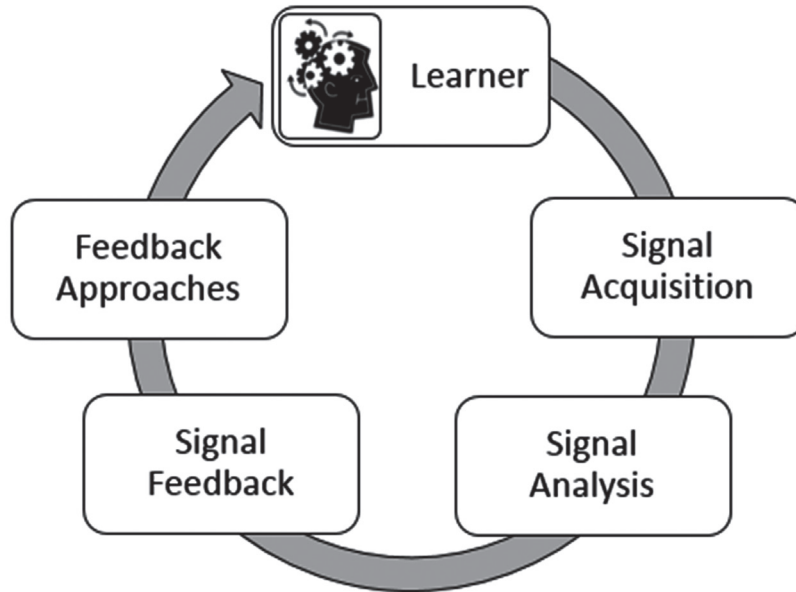 Learner
Signal
Acquisition
Signal
Analysis
Signal
Feedback
Feedback
Approaches